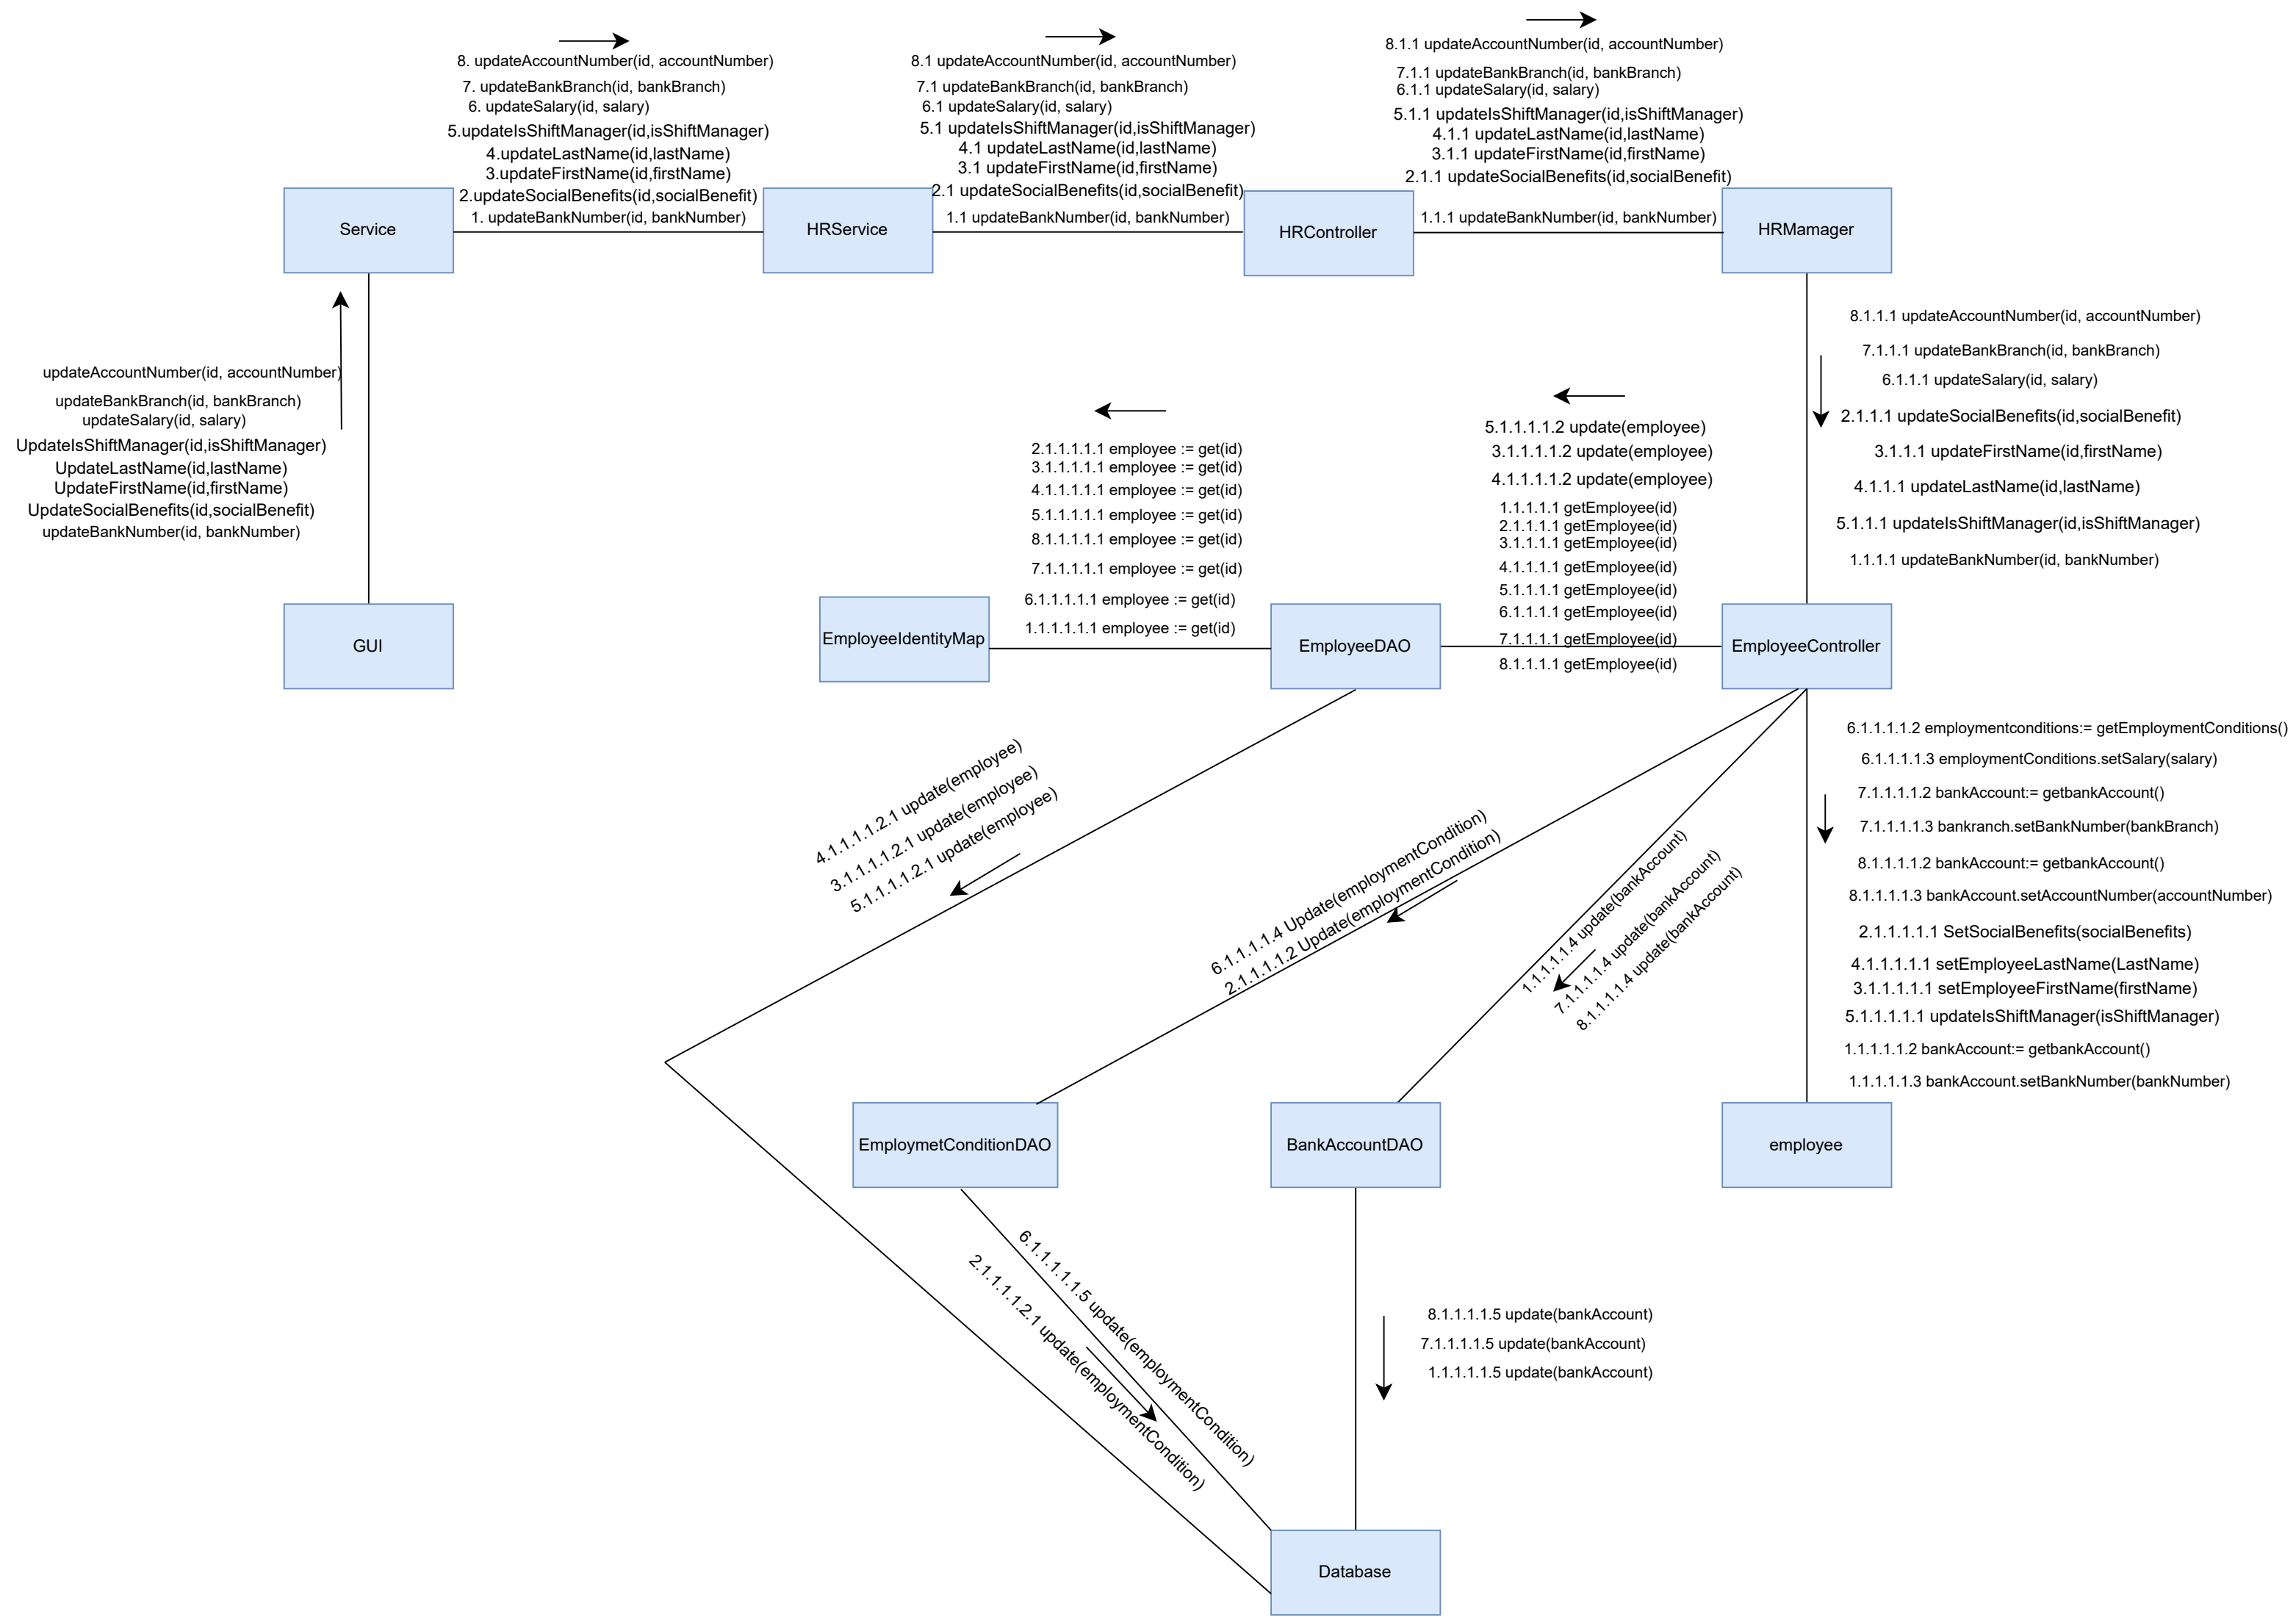 8. updateAccountNumber(id, accountNumber)
7. updateBankBranch(id, bankBranch)
6. updateSalary(id, salary)
5.updateIsShiftManager(id,isShiftManager)
4.updateLastName(id,lastName)
3.updateFirstName(id,firstName)
2.updateSocialBenefits(id,socialBenefit)
1. updateBankNumber(id, bankNumber)
8.1 updateAccountNumber(id, accountNumber)
7.1 updateBankBranch(id, bankBranch)
6.1 updateSalary(id, salary)
5.1 updateIsShiftManager(id,isShiftManager)
4.1 updateLastName(id,lastName)
3.1 updateFirstName(id,firstName)
2.1 updateSocialBenefits(id,socialBenefit)
1.1 updateBankNumber(id, bankNumber)
8.1.1 updateAccountNumber(id, accountNumber)
7.1.1 updateBankBranch(id, bankBranch)
6.1.1 updateSalary(id, salary)
5.1.1 updateIsShiftManager(id,isShiftManager)
4.1.1 updateLastName(id,lastName)
3.1.1 updateFirstName(id,firstName)
2.1.1 updateSocialBenefits(id,socialBenefit)
1.1.1 updateBankNumber(id, bankNumber)
Service
HRService
HRController
HRMamager
updateAccountNumber(id, accountNumber)
updateBankBranch(id, bankBranch)
updateSalary(id, salary)
UpdateIsShiftManager(id,isShiftManager)
UpdateLastName(id,lastName)
UpdateFirstName(id,firstName)
UpdateSocialBenefits(id,socialBenefit)
updateBankNumber(id, bankNumber)
8.1.1.1 updateAccountNumber(id, accountNumber)
7.1.1.1 updateBankBranch(id, bankBranch)
6.1.1.1 updateSalary(id, salary)
2.1.1.1 updateSocialBenefits(id,socialBenefit)
3.1.1.1 updateFirstName(id,firstName)
4.1.1.1 updateLastName(id,lastName)
5.1.1.1 updateIsShiftManager(id,isShiftManager)
1.1.1.1 updateBankNumber(id, bankNumber)
2.1.1.1.1.1 employee := get(id)
3.1.1.1.1.1 employee := get(id)
4.1.1.1.1.1 employee := get(id)
5.1.1.1.1.1 employee := get(id)
8.1.1.1.1.1 employee := get(id)
7.1.1.1.1.1 employee := get(id)
6.1.1.1.1.1 employee := get(id)
1.1.1.1.1.1 employee := get(id)
5.1.1.1.1.2 update(employee)
3.1.1.1.1.2 update(employee)
4.1.1.1.1.2 update(employee)
1.1.1.1.1 getEmployee(id)
2.1.1.1.1 getEmployee(id)
3.1.1.1.1 getEmployee(id)
4.1.1.1.1 getEmployee(id)
5.1.1.1.1 getEmployee(id)
6.1.1.1.1 getEmployee(id)
7.1.1.1.1 getEmployee(id)
8.1.1.1.1 getEmployee(id)
GUI
EmployeeIdentityMap
EmployeeDAO
EmployeeController
4.1.1.1.1.2.1 update(employee)
3.1.1.1.1.2.1 update(employee)
5.1.1.1.1.2.1 update(employee)
6.1.1.1.1.4 Update(employmentCondition)
2.1.1.1.1.2 Update(employmentCondition)
1.1.1.1.1.4 update(bankAccount)
7.1.1.1.1.4 update(bankAccount)
8.1.1.1.1.4 update(bankAccount)
6.1.1.1.1.2 employmentconditions:= getEmploymentConditions()
6.1.1.1.1.3 employmentConditions.setSalary(salary)
7.1.1.1.1.2 bankAccount:= getbankAccount()
7.1.1.1.1.3 bankranch.setBankNumber(bankBranch)
8.1.1.1.1.2 bankAccount:= getbankAccount()
8.1.1.1.1.3 bankAccount.setAccountNumber(accountNumber)
2.1.1.1.1.1 SetSocialBenefits(socialBenefits)
4.1.1.1.1.1 setEmployeeLastName(LastName)
3.1.1.1.1.1 setEmployeeFirstName(firstName)
5.1.1.1.1.1 updateIsShiftManager(isShiftManager)
1.1.1.1.1.2 bankAccount:= getbankAccount()
1.1.1.1.1.3 bankAccount.setBankNumber(bankNumber)
EmploymetConditionDAO
BankAccountDAO
employee
6.1.1.1.1.5 update(employmentCondition)
2.1.1.1.1.2.1 update(employmentCondition)
8.1.1.1.1.5 update(bankAccount)
7.1.1.1.1.5 update(bankAccount)
1.1.1.1.1.5 update(bankAccount)
Database